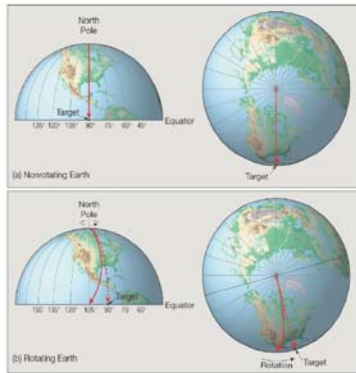 North
Pole
Target
Equator
135° 120° 105° 90° 75° 60° 45°
(a) Nonrotating Earth
Target
North
Pole
Target
Equator
150° 135° 120° 105° 90° 75° 60°
(b) Rotating Earth
Rotation
Target